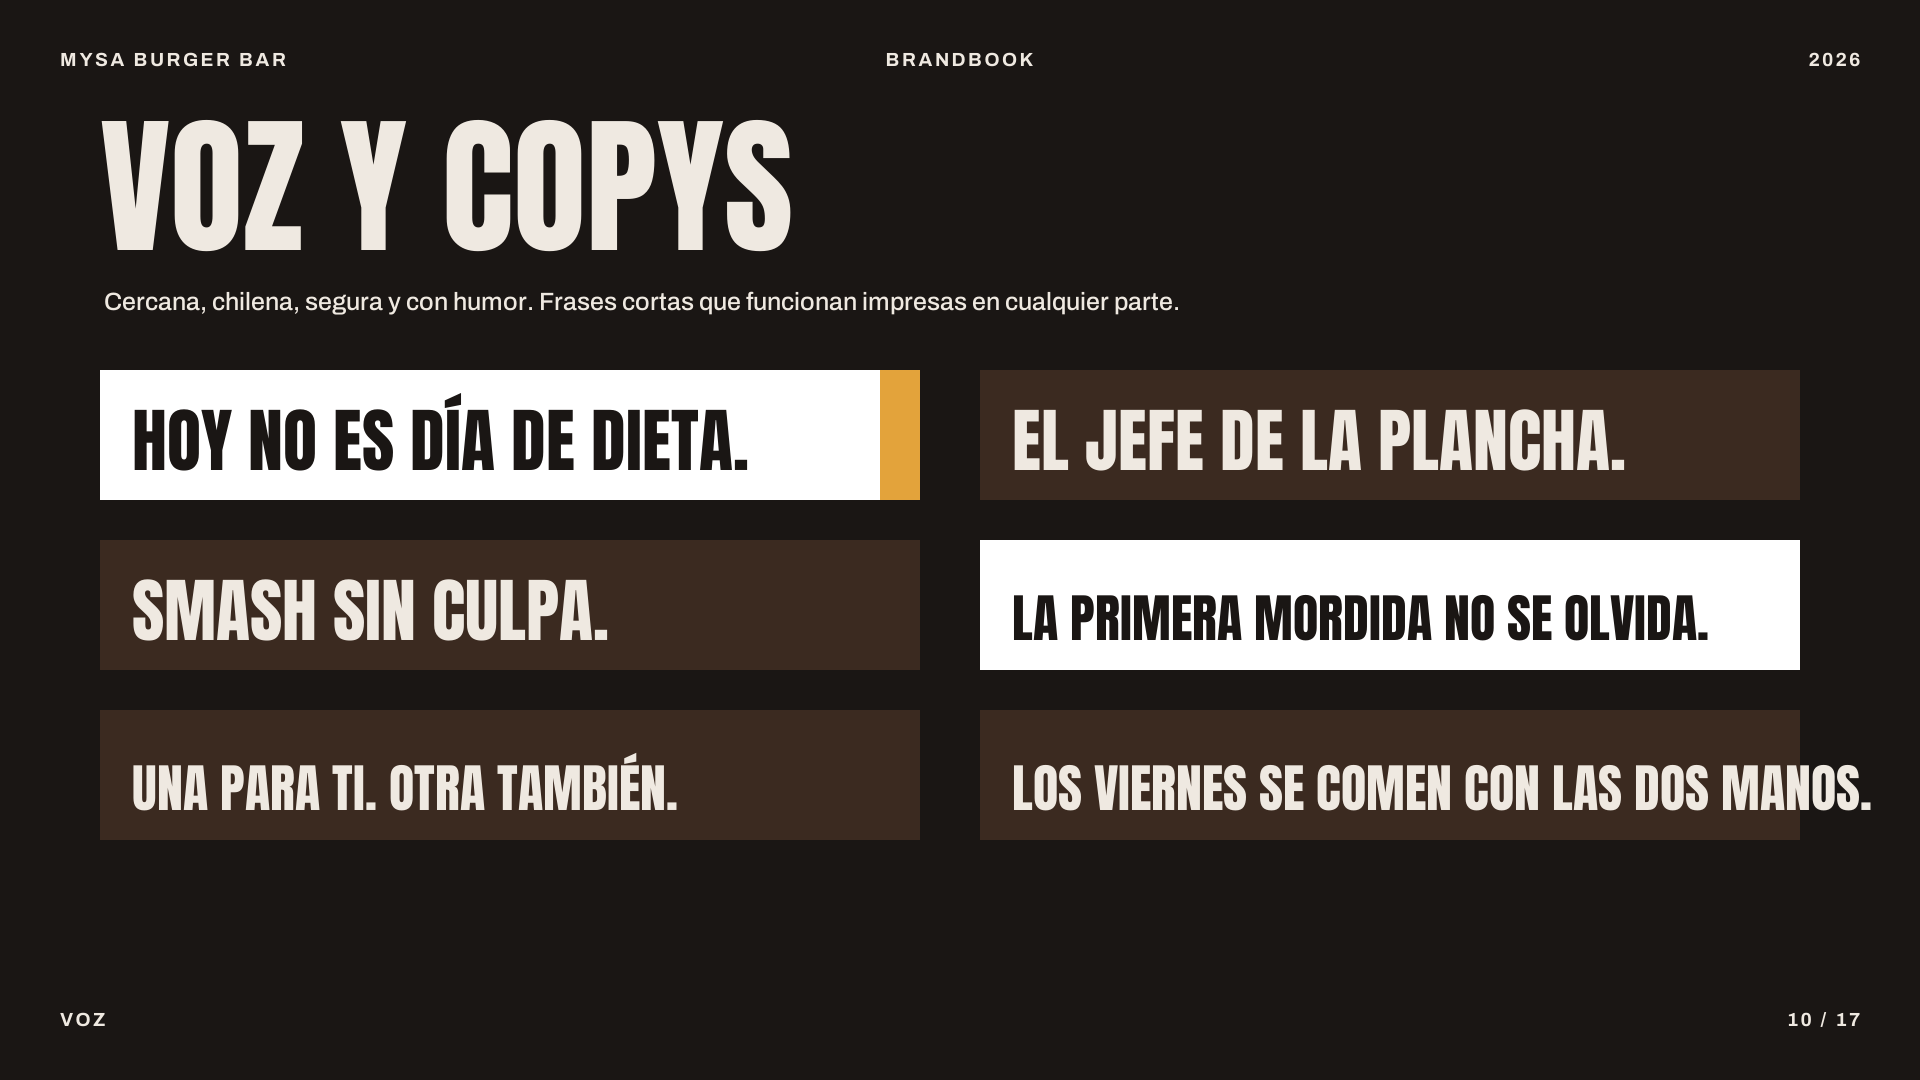 MYSA BURGER BAR
BRANDBOOK
2026
VOZ Y COPYS
Cercana, chilena, segura y con humor. Frases cortas que funcionan impresas en cualquier parte.
HOY NO ES DÍA DE DIETA.
EL JEFE DE LA PLANCHA.
SMASH SIN CULPA.
LA PRIMERA MORDIDA NO SE OLVIDA.
UNA PARA TI. OTRA TAMBIÉN.
LOS VIERNES SE COMEN CON LAS DOS MANOS.
VOZ
10 / 17